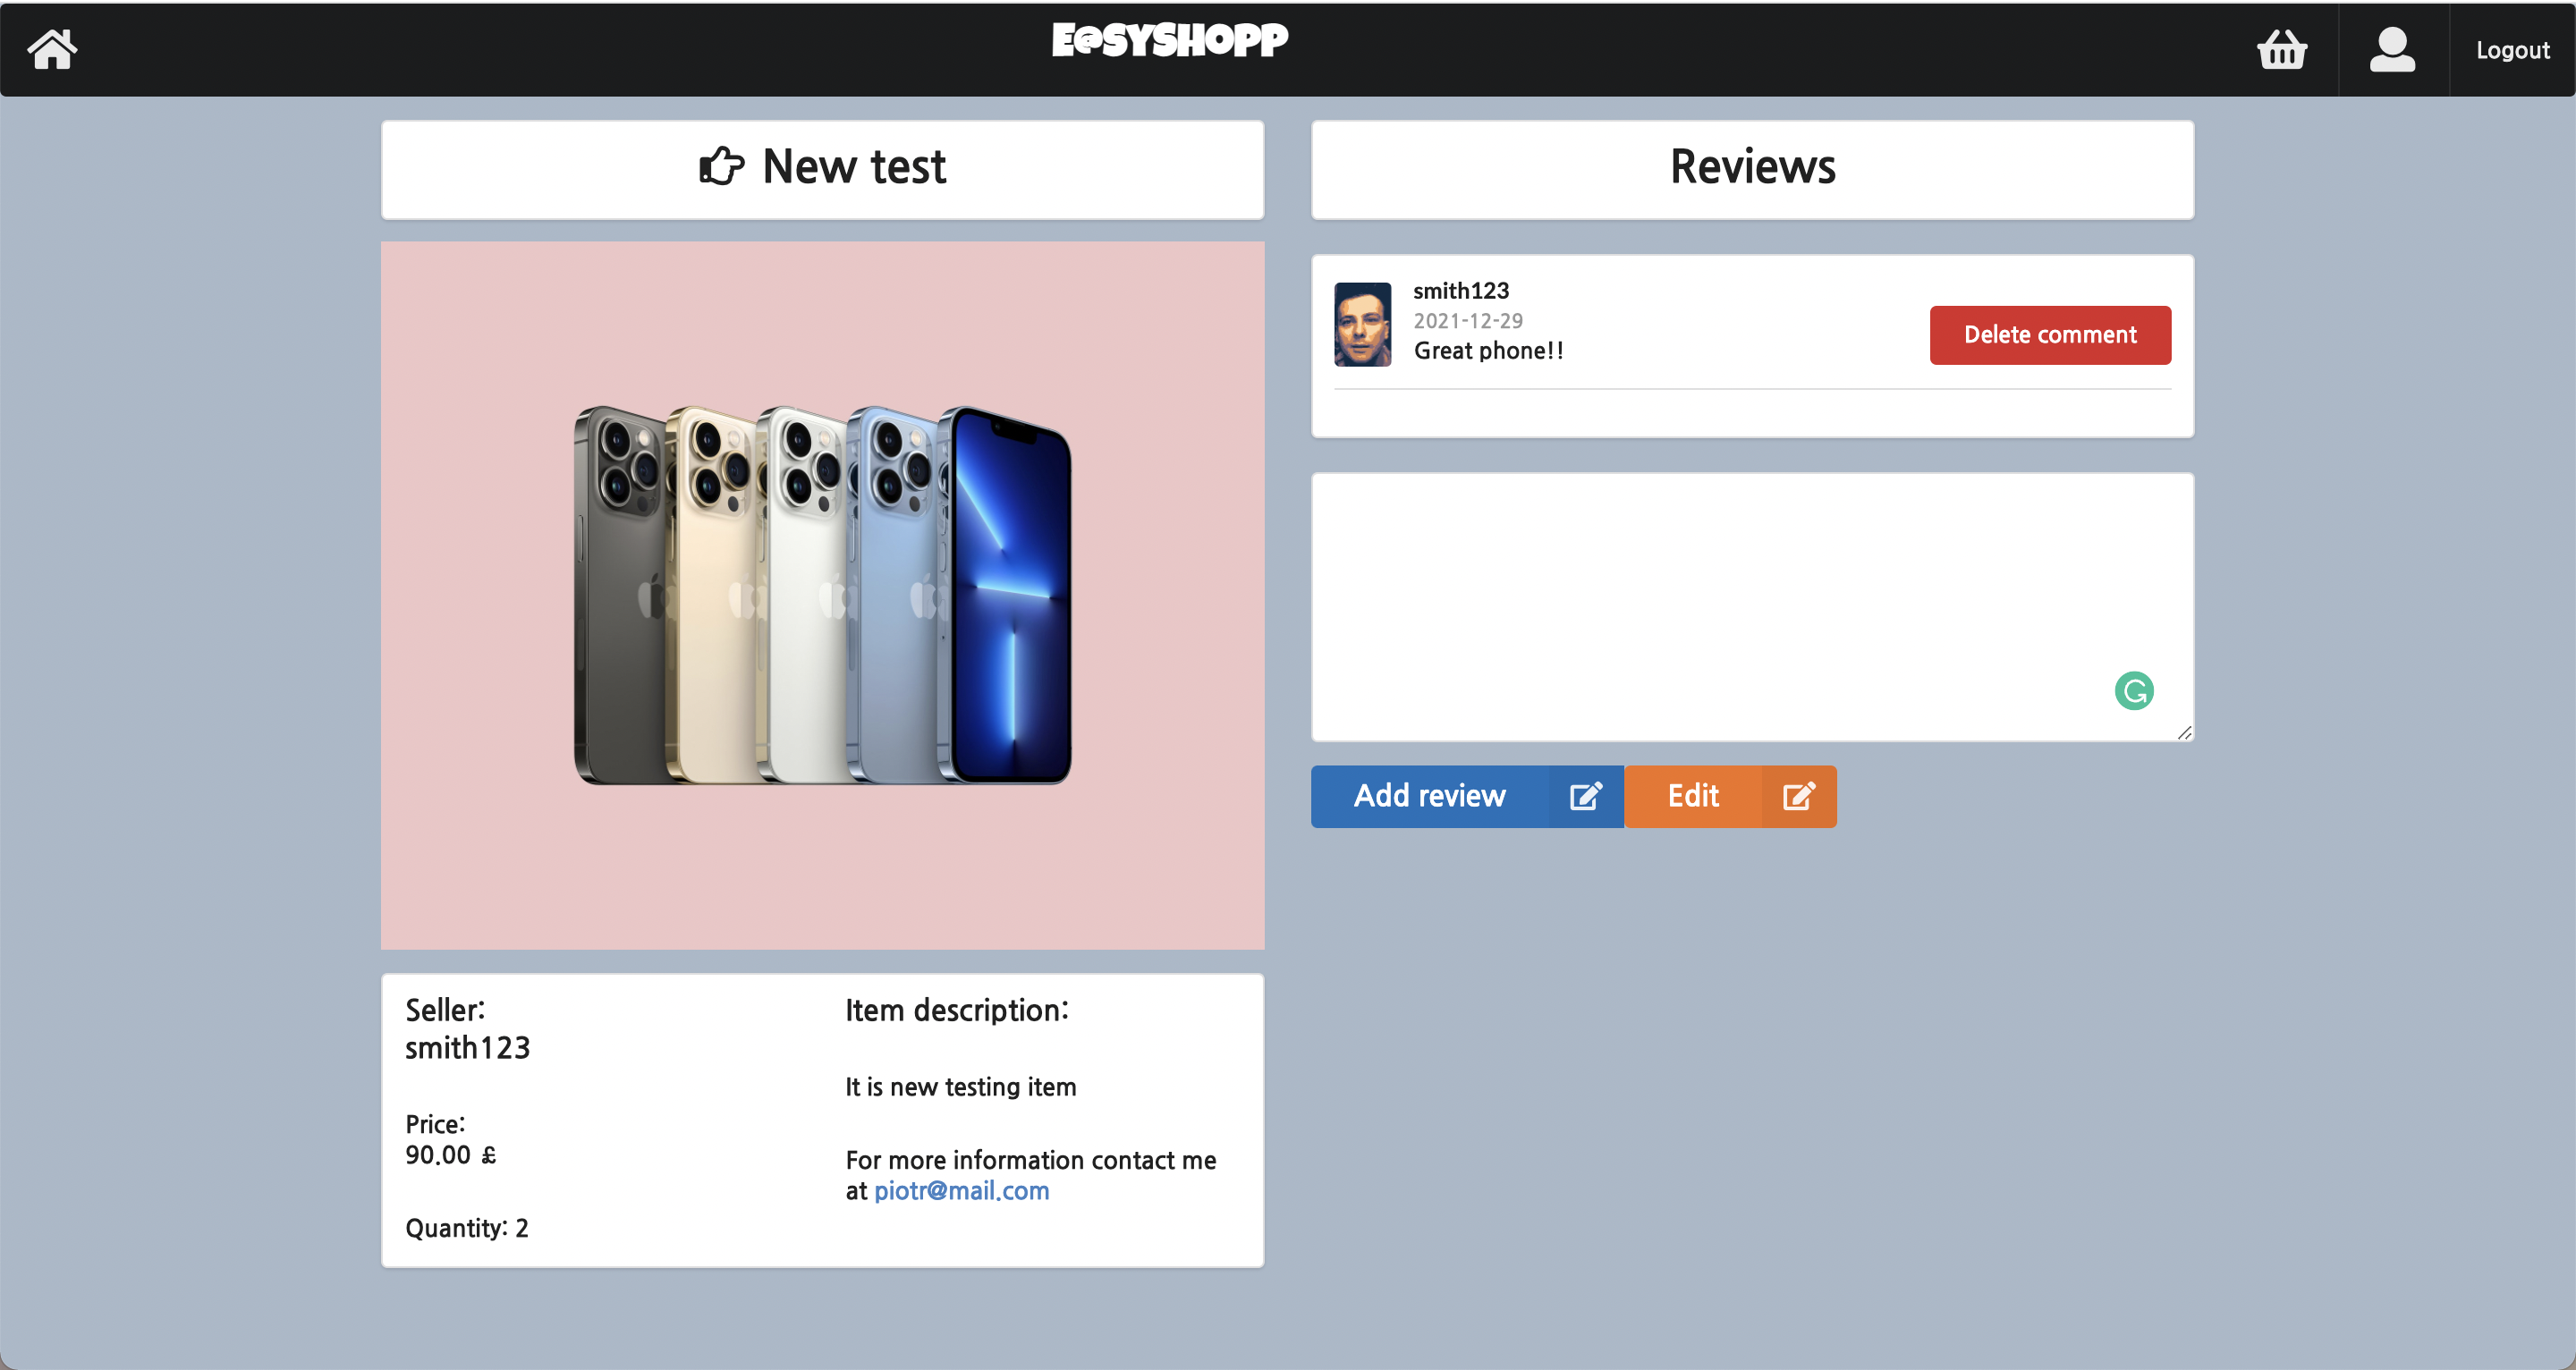 E@SYSHOPP
Logout
New test
Reviews
smith123
2021-12-29
Great phone!!
Delete comment
Add review
Edit
Seller:
smith123
Price:
90.00 £
Quantity: 2
Item description:
It is new testing item
For more information contact me
at piotr@mail.com